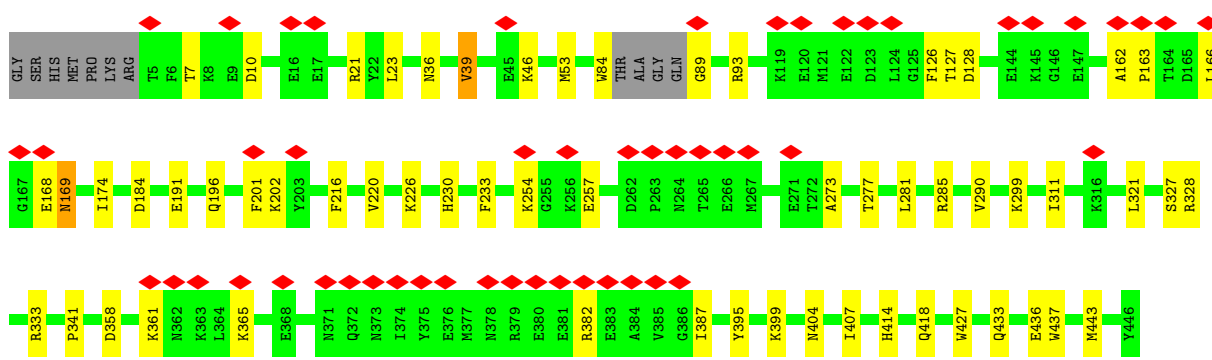 GLY SER HIS MET PRO LYS ARG T5 F6 T7 K8 E9 D10 E16 E17 R21 Y22 L23 N36 V39 E45 K46 M53 W84 THR ALA GLY GLN G89 R93 K119 E120 M121 E122 D123 L124 G125 F126 T127 D128 E144 K145 G146 E147 A162 P163 T164 D165 L166
G167 E168 N169 I174 D184 E191 Q196 F201 K202 Y203 F216 V220 K226 H230 F233 K254 G255 K256 E257 D262 P263 N264 T265 E266 M267 E271 T272 A273 T277 L281 R285 V290 K299 I311 K316 L321 S327 R328
R333 P341 D358 K361 N362 K363 L364 K365 E368 N371 Q372 N373 I374 Y375 E376 M377 N378 R379 E380 E381 R382 E383 A384 V385 G386 I387 Y395 K399 N404 I407 H414 Q418 W427 Q433 E436 W437 M443 Y446